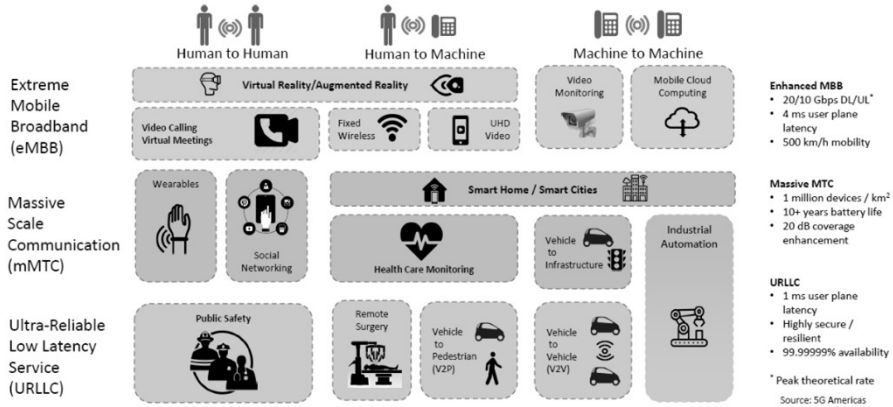 Human to Human
Human to Machine
Machine to Machine
Extreme
Mobile
Broadband
(eMBB)
Virtual Reality/Augmented Reality
Video Calling
Virtual Meetings
Fixed
Wireless
UHD
Video
Video
Monitoring
Mobile Cloud
Computing
Enhanced MBB
• 20/10 Gbps DL/UL*
• 4 ms user plane
latency
• 500 km/h mobility
Massive
Scale
Communication
(mMTC)
Wearables
Social
Networking
Smart Home / Smart Cities
Health Care Monitoring
Vehicle
to
Infrastructure
Industrial
Automation
Massive MTC
• 1 million devices / km²
• 10+ years battery life
• 20 dB coverage
enhancement
Ultra-Reliable
Low Latency
Service
(URLLC)
Public Safety
Remote
Surgery
Vehicle
to
Pedestrian
(V2P)
Vehicle
to
Vehicle
(V2V)
URLLC
• 1 ms user plane
latency
• Highly secure /
resilient
• 99.99999% availability
* Peak theoretical rate
Source: 5G Americas